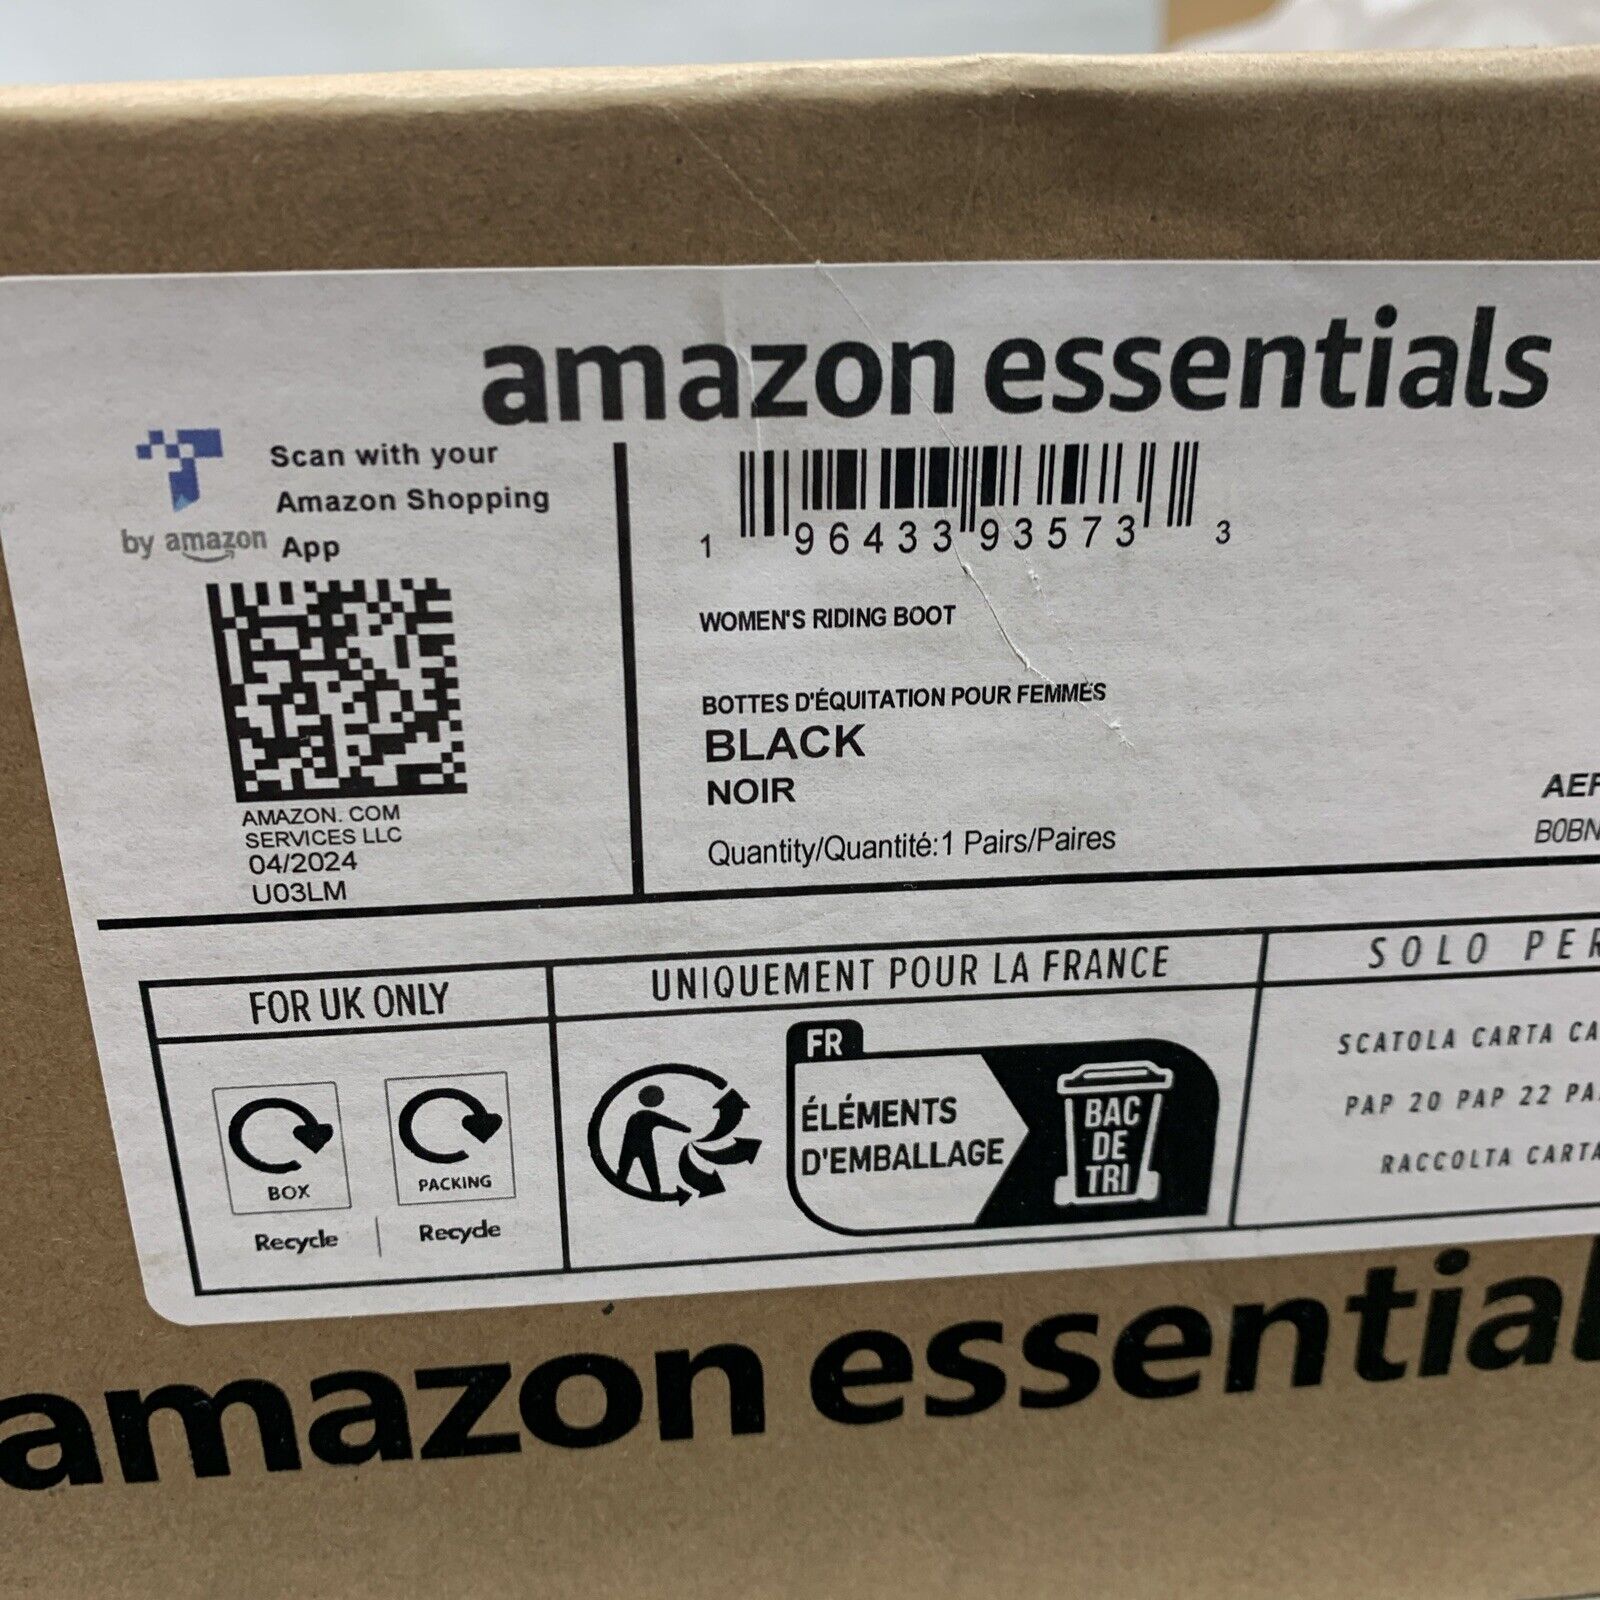 amazon essentials
Scan with your
Amazon Shopping
App
by amazon
1 96433 93573 3
WOMEN'S RIDING BOOT
BOTTES D'ÉQUITATION POUR FEMMES
BLACK
NOIR
Quantity/Quantité:1 Pairs/Paires
AMAZON. COM
SERVICES LLC
04/2024
U03LM
FOR UK ONLY
BOX
Recycle
PACKING
Recycle
UNIQUEMENT POUR LA FRANCE
FR
ÉLÉMENTS
D'EMBALLAGE
BAC
DE
TRI
SOLO PER
SCATOLA CARTA
PAP 20 PAP 22
RACCOLTA CARTA
amazon essential